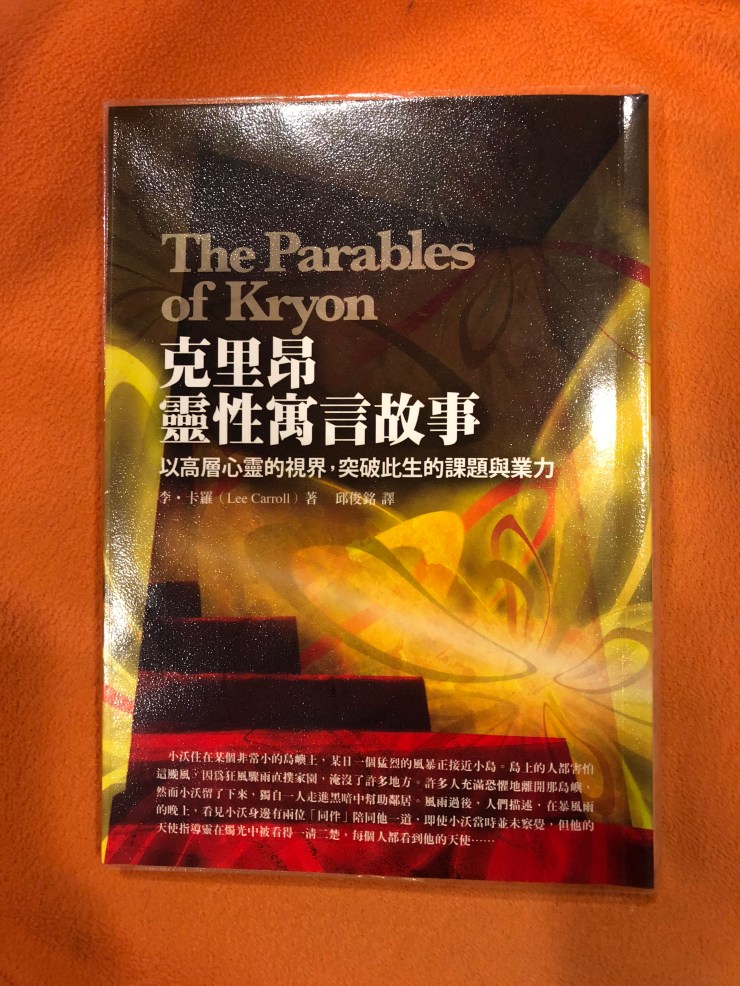 The Parables
of Kryon
克里昂
靈性寓言故事
以高層心靈的視界，突破此生的課題與業力
李・卡羅（Lee Carroll）著　邱俊銘 譯
小沃住在某個非常小的島嶼上，某日一個猛烈的風暴正接近小島。島上的人都害怕
這颱風，因為狂風驟雨直撲家園，淹沒了許多地方。許多人充滿恐懼地離開那島嶼，
然而小沃留了下來，獨自一人走進黑暗中幫助鄰居。風雨過後，人們描述，在暴風雨
的晚上，看見小沃身邊有兩位「同伴」陪同他一道，即使小沃當時並未察覺，但他的
天使指導靈在燭光中被看得一清二楚，每個人都看到他的天使⋯⋯